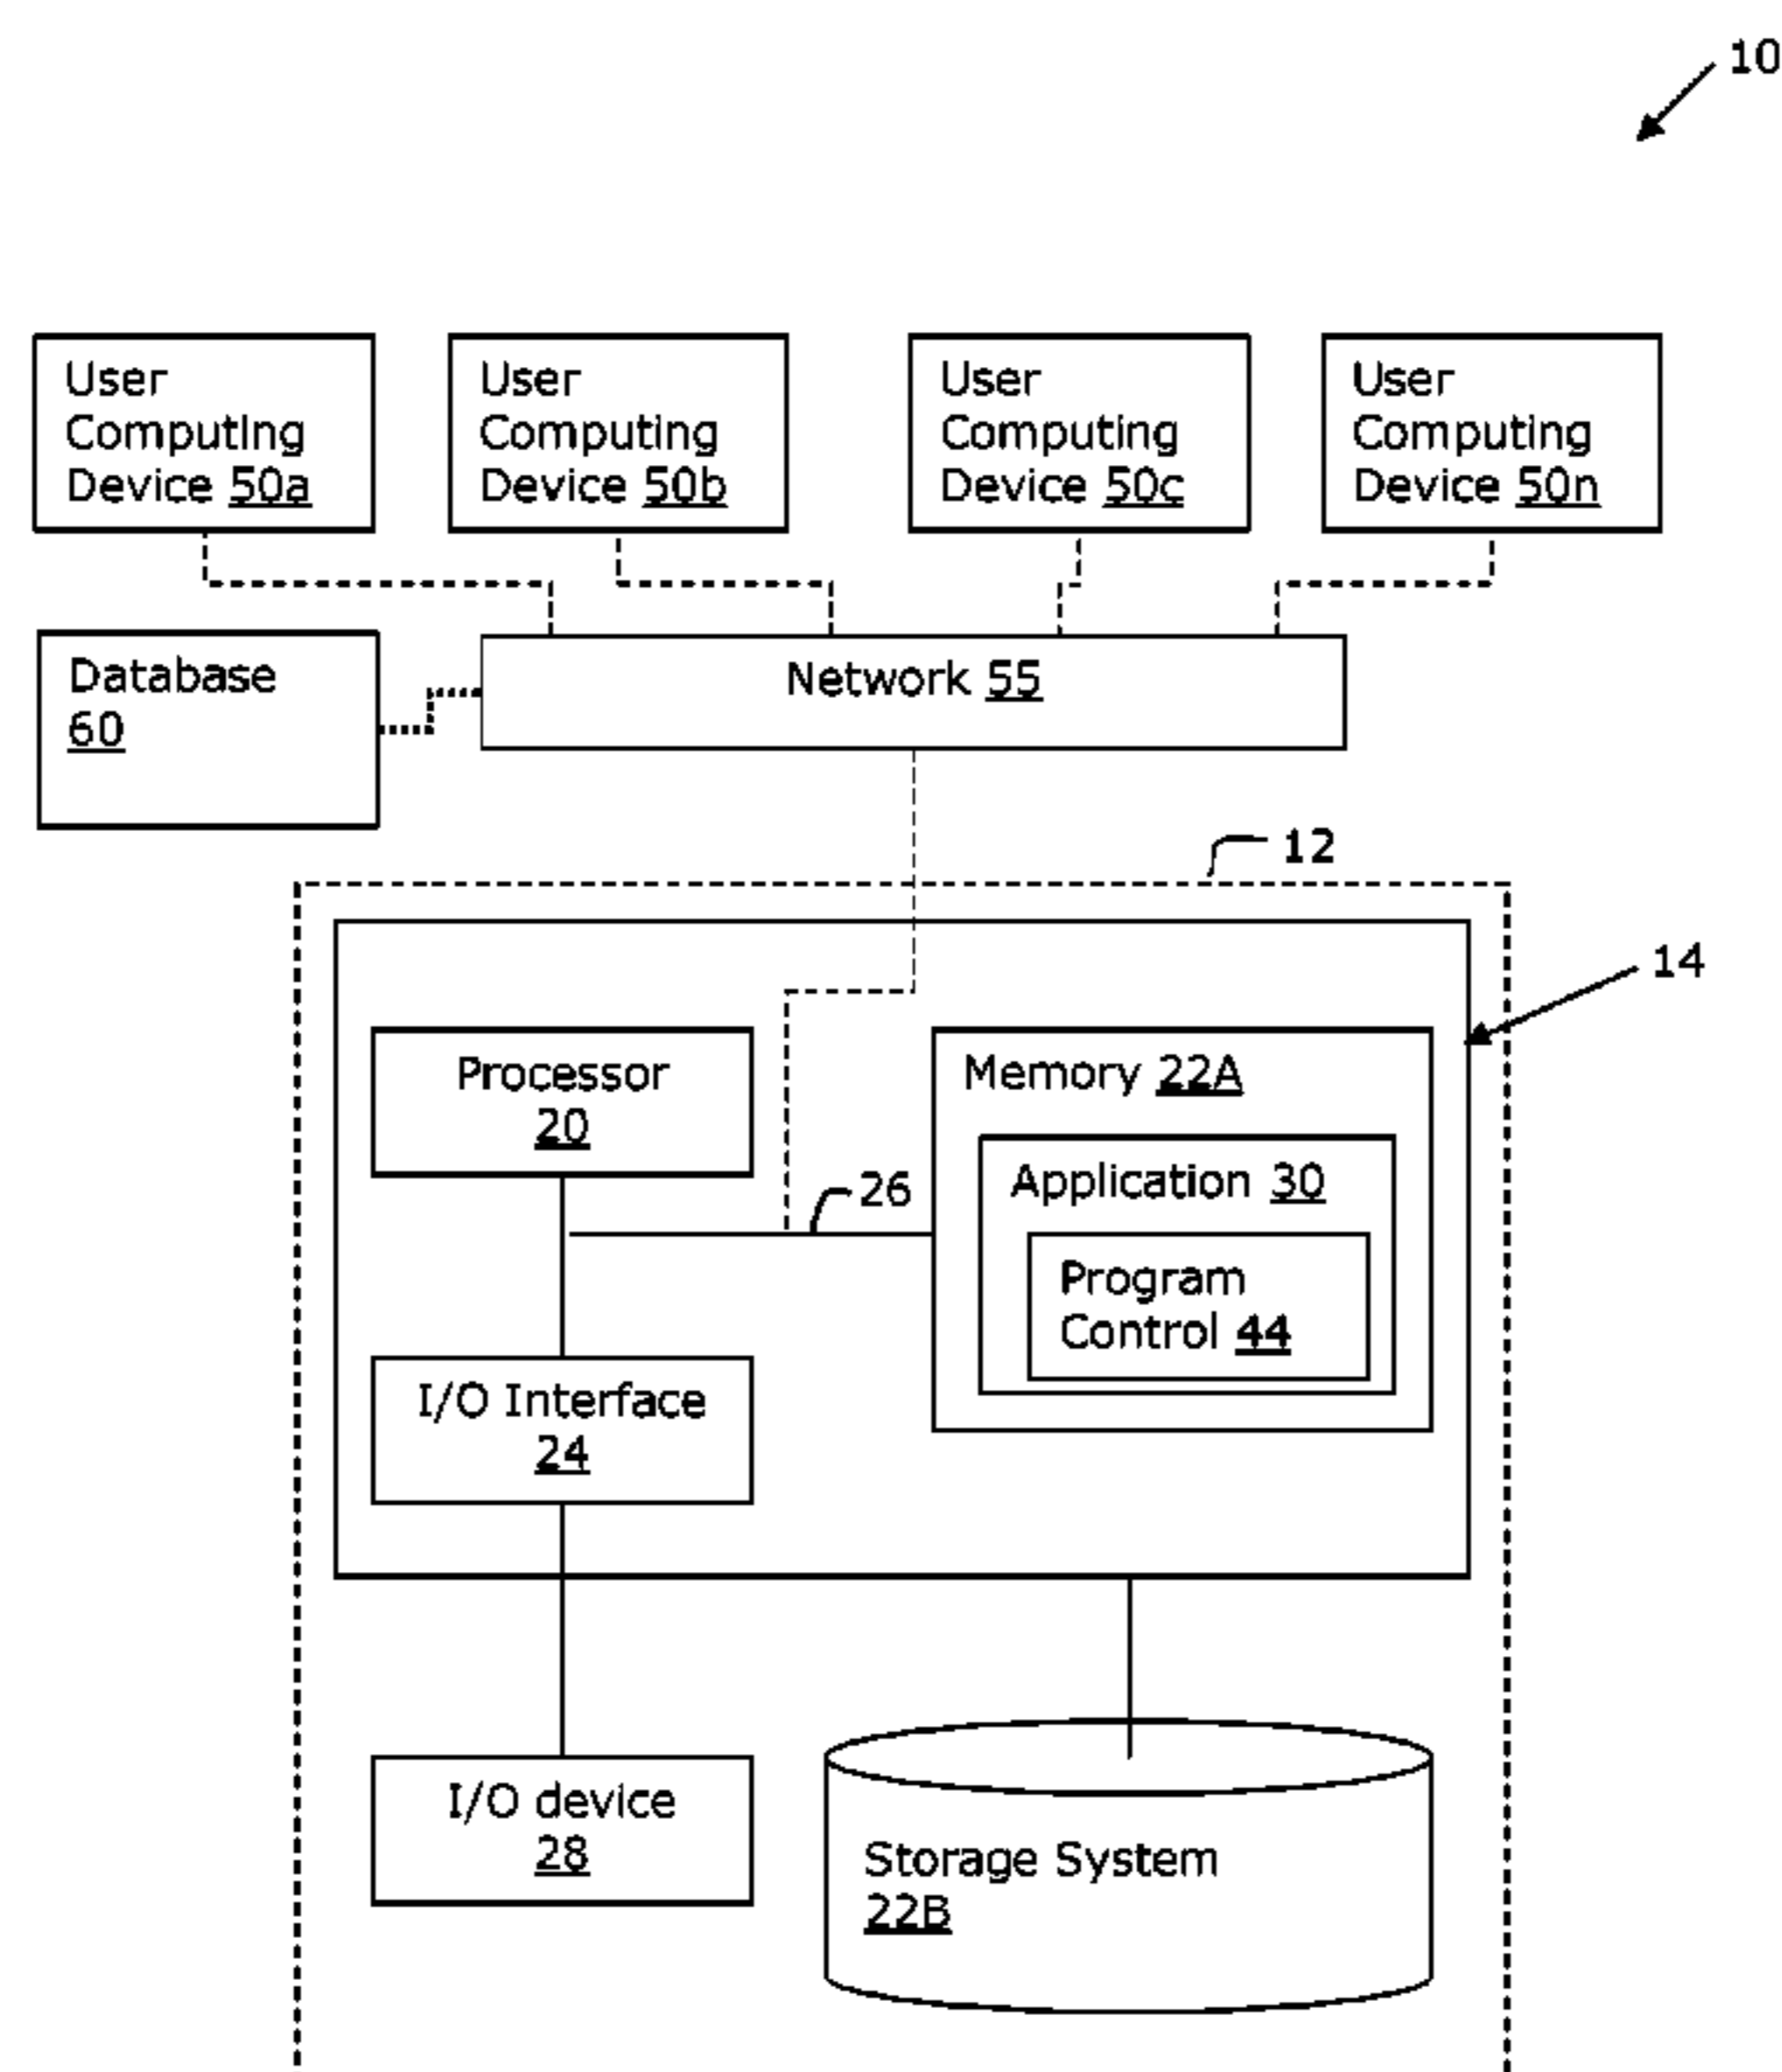 10
User
Computing
Device 50a
User
Computing
Device 50b
User
Computing
Device 50c
User
Computing
Device 50n
Database
60
Network 55
12
14
Processor
20
Memory 22A
Application 30
26
Program
Control 44
I/O Interface
24
I/O device
28
Storage System
22B